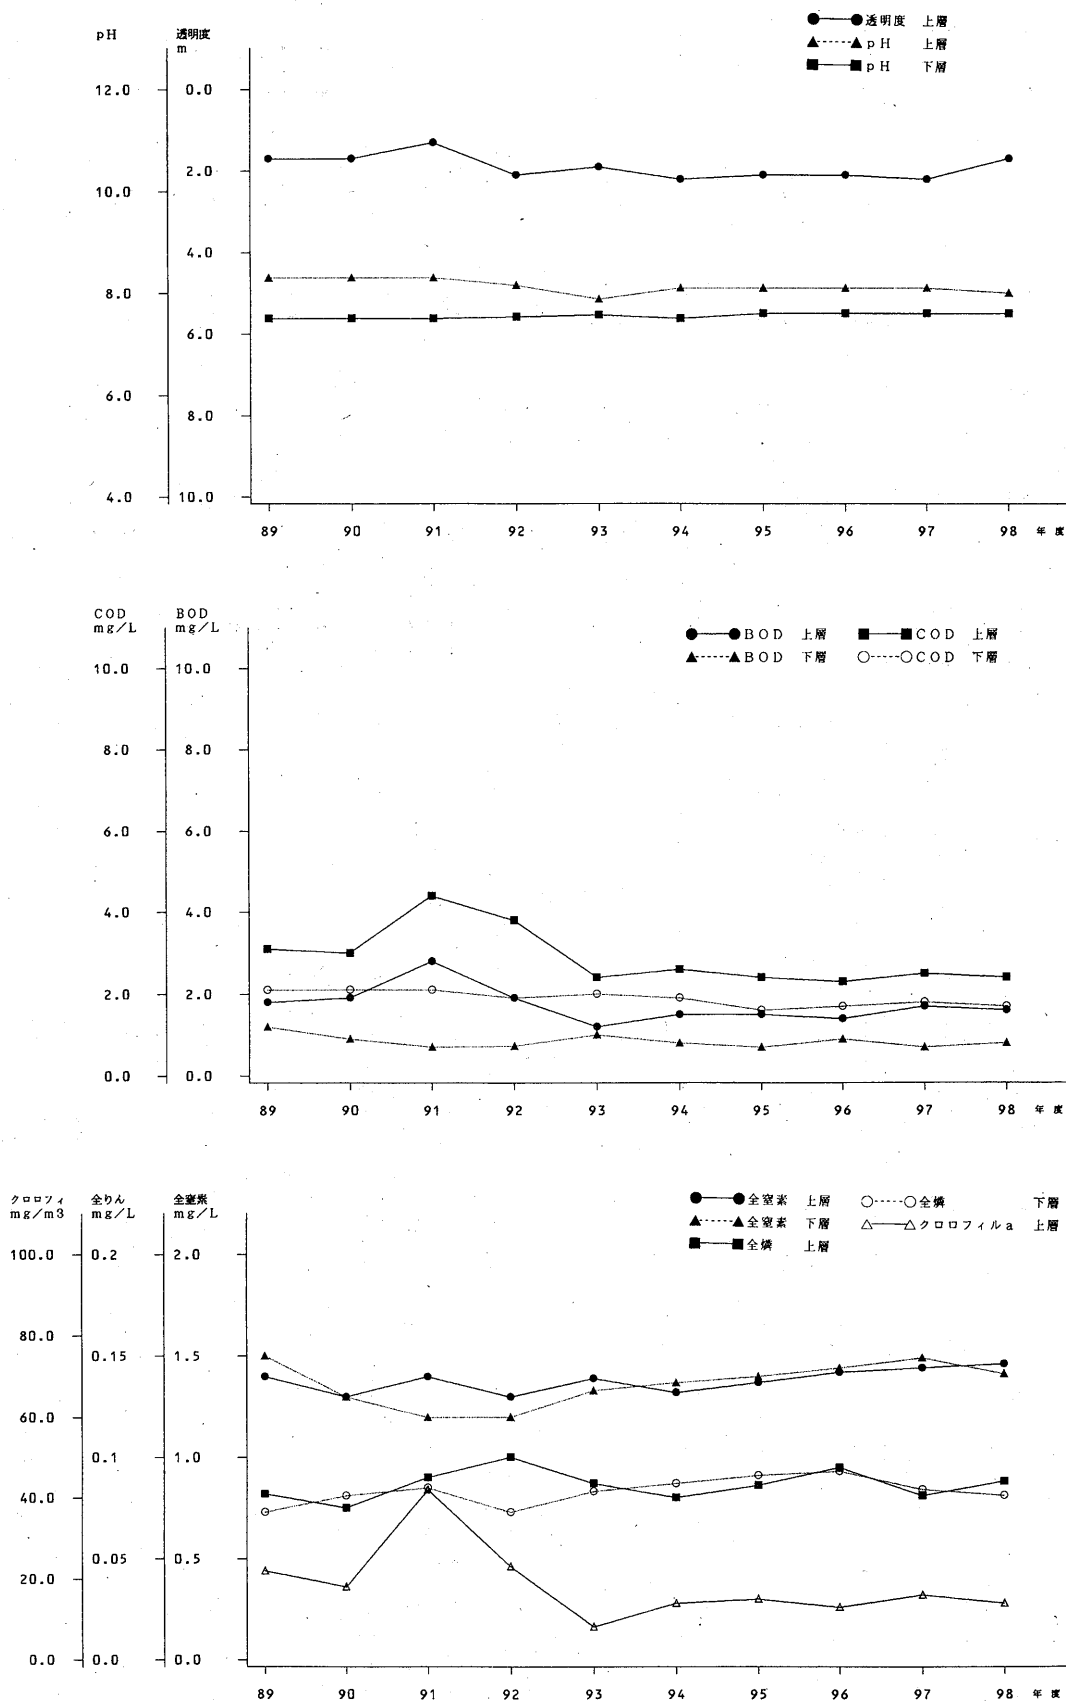 pH 透明度 m
透明度 上層
pH 上層
pH 下層
12.0 0.0
2.0
10.0
4.0
8.0
6.0
6.0
8.0
4.0 10.0
89 90 91 92 93 94 95 96 97 98 年度
COD BOD
mg/L mg/L
BOD 上層 COD 上層
BOD 下層 COD 下層
10.0 10.0
8.0 8.0
6.0 6.0
4.0 4.0
2.0 2.0
0.0 0.0
89 90 91 92 93 94 95 96 97 98 年度
クロロフィ 全りん 全窒素
mg/m3 mg/L mg/L
全窒素 上層 全燐 下層
全窒素 下層 クロロフィルa 上層
全燐 上層
100.0 0.2 2.0
80.0
0.15 1.5
60.0
0.1 1.0
40.0
0.05 0.5
20.0
0.0 0.0 0.0
89 90 91 92 93 94 95 96 97 98 年度